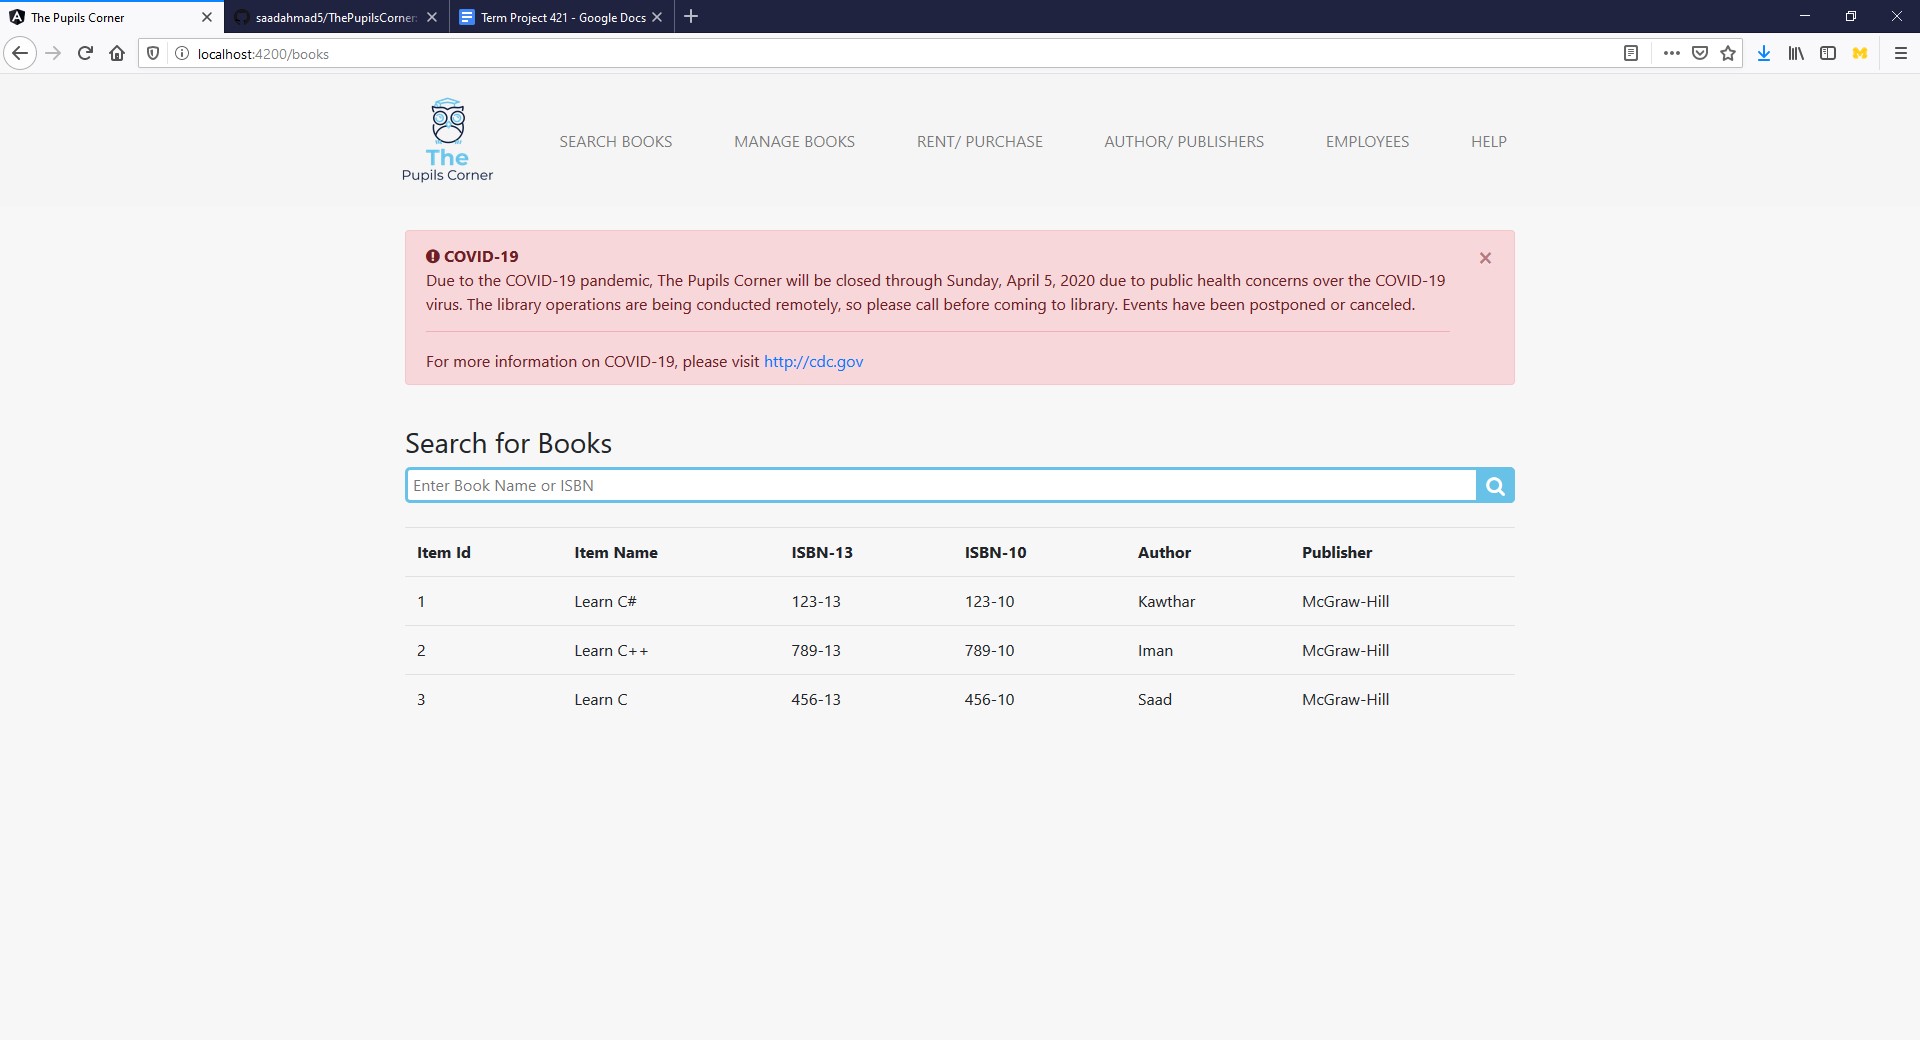 The Pupils Corner
saadahmad5/ThePupilsCorner:
Term Project 421 - Google Docs
localhost:4200/books
The
Pupils Corner
SEARCH BOOKS MANAGE BOOKS RENT/ PURCHASE AUTHOR/ PUBLISHERS EMPLOYEES HELP
COVID-19
Due to the COVID-19 pandemic, The Pupils Corner will be closed through Sunday, April 5, 2020 due to public health concerns over the COVID-19
virus. The library operations are being conducted remotely, so please call before coming to library. Events have been postponed or canceled.
For more information on COVID-19, please visit http://cdc.gov
Search for Books
Enter Book Name or ISBN
Item Id Item Name ISBN-13 ISBN-10 Author Publisher
1 Learn C# 123-13 123-10 Kawthar McGraw-Hill
2 Learn C++ 789-13 789-10 Iman McGraw-Hill
3 Learn C 456-13 456-10 Saad McGraw-Hill